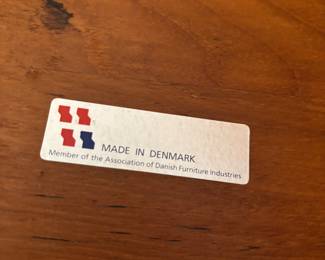 MADE IN DENMARK
Member of the Association of Danish Furniture Industries